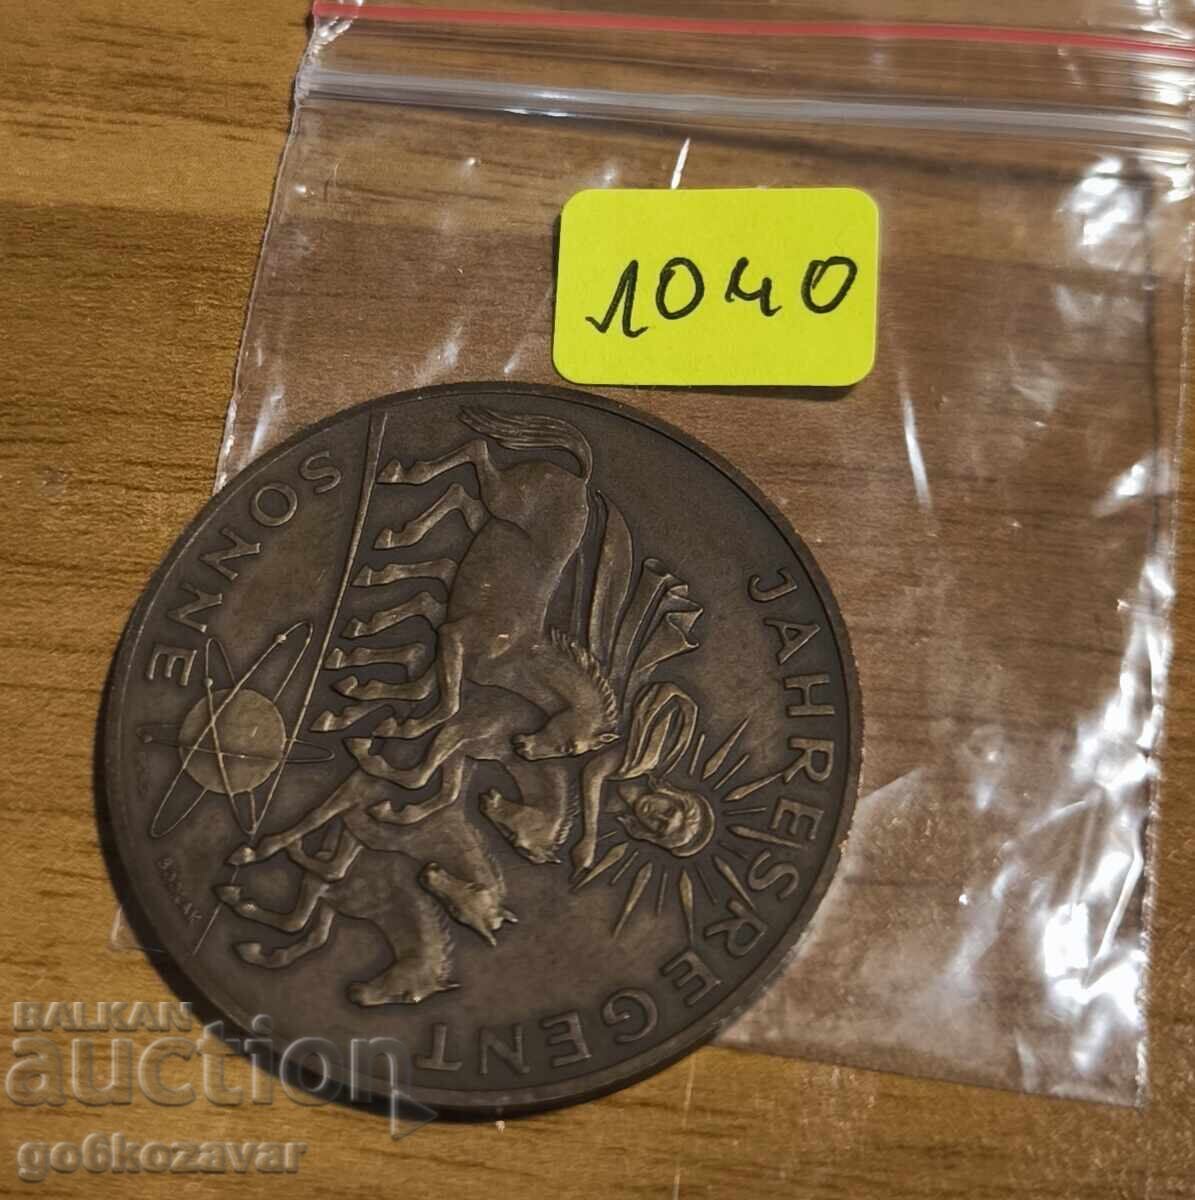 1040
JAHRESREGENT
SONNE
BALKAN
auction
go6kozavar